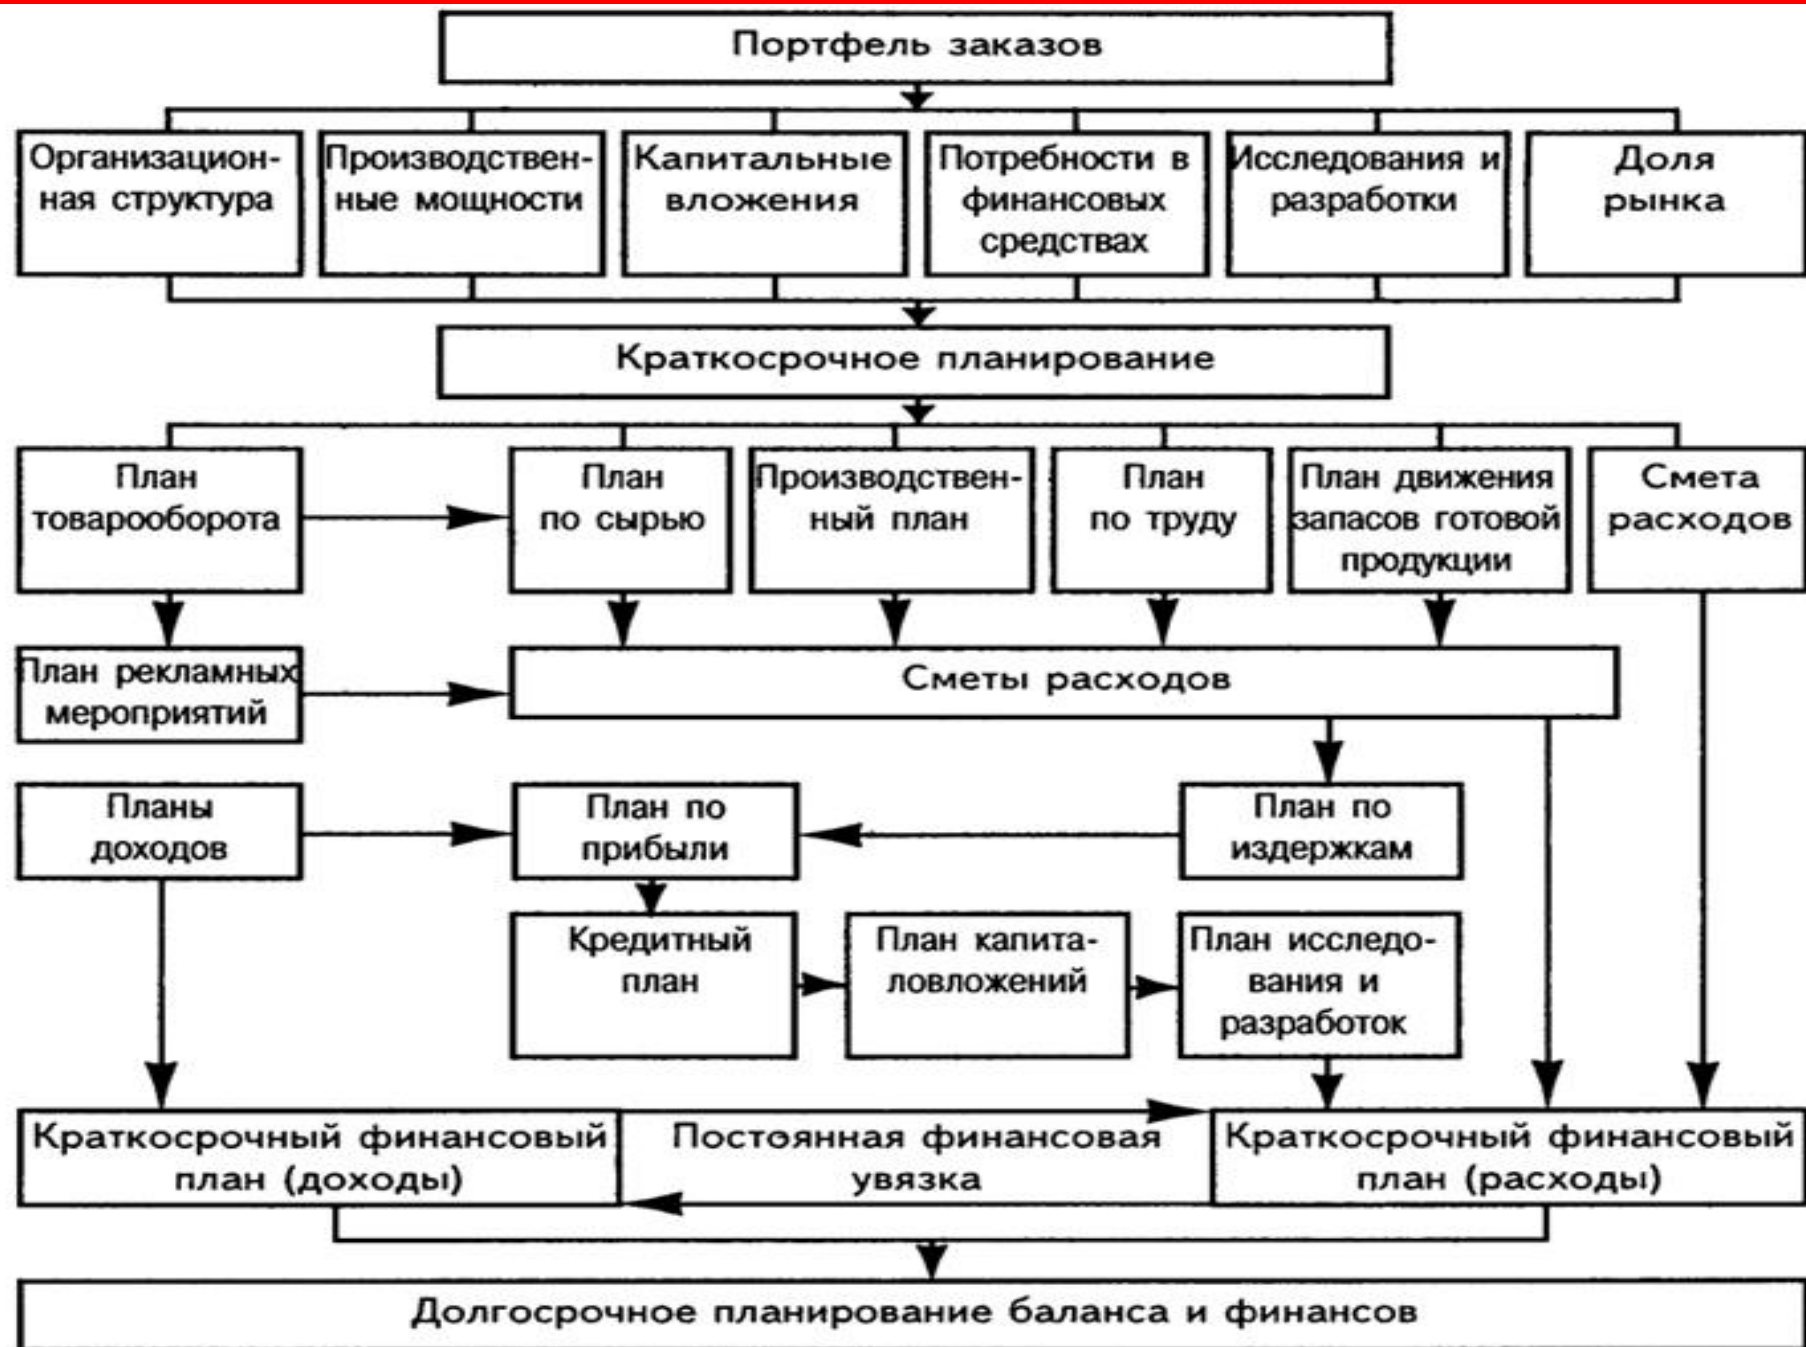 Портфель заказов
Организацион-
ная структура
Производствен-
ные мощности
Капитальные
вложения
Потребности в
финансовых
средствах
Исследования и
разработки
Доля
рынка
Краткосрочное планирование
План
товарооборота
План
по сырью
Производствен-
ный план
План
по труду
План движения
запасов готовой
продукции
Смета
расходов
План рекламных
мероприятий
Сметы расходов
Планы
доходов
План по
прибыли
План по
издержкам
Кредитный
план
План капита-
ловложений
План исследо-
вания и
разработок
Краткосрочный финансовый
план (доходы)
Постоянная финансовая
увязка
Краткосрочный финансовый
план (расходы)
Долгосрочное планирование баланса и финансов